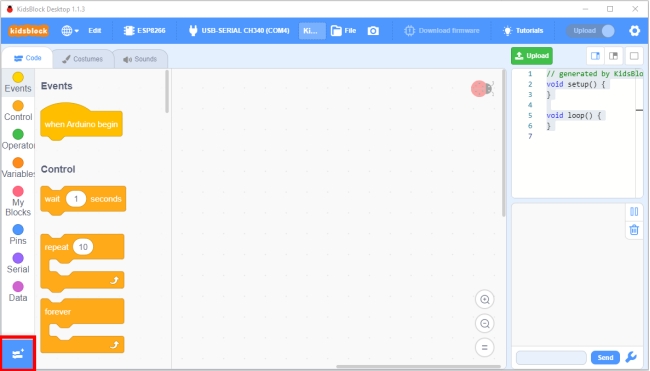 KidsBlock Desktop 1.1.3
kidsblock
Edit
ESP8266
USB-SERIAL CH340 (COM4)
Ki...
File
Download firmware
Tutorials
Upload
Code
Costumes
Sounds
Upload
Events
Control
Operator
Variables
My
Blocks
Pins
Serial
Data
Events
when Arduino begin
Control
wait 1 seconds
repeat 10
forever
1 // generated by KidsBloc
2 void setup() {
3 }
4
5 void loop() {
6 }
7
Send